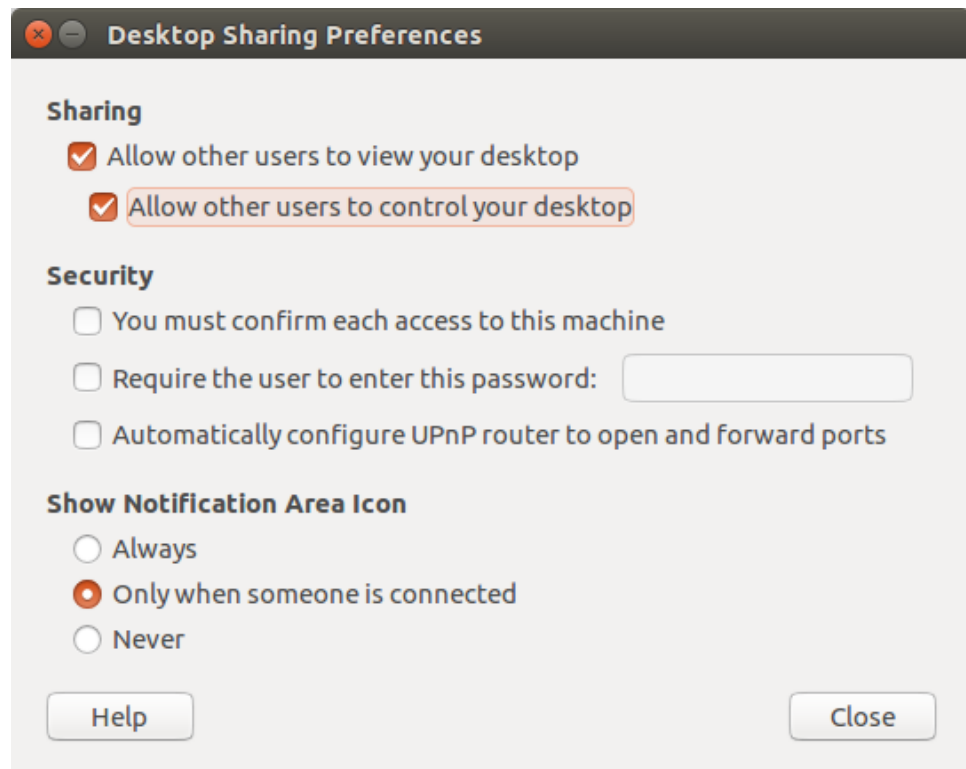 Desktop Sharing Preferences
Sharing
Allow other users to view your desktop
Allow other users to control your desktop
Security
You must confirm each access to this machine
Require the user to enter this password:
Automatically configure UPnP router to open and forward ports
Show Notification Area Icon
Always
Only when someone is connected
Never
Help Close